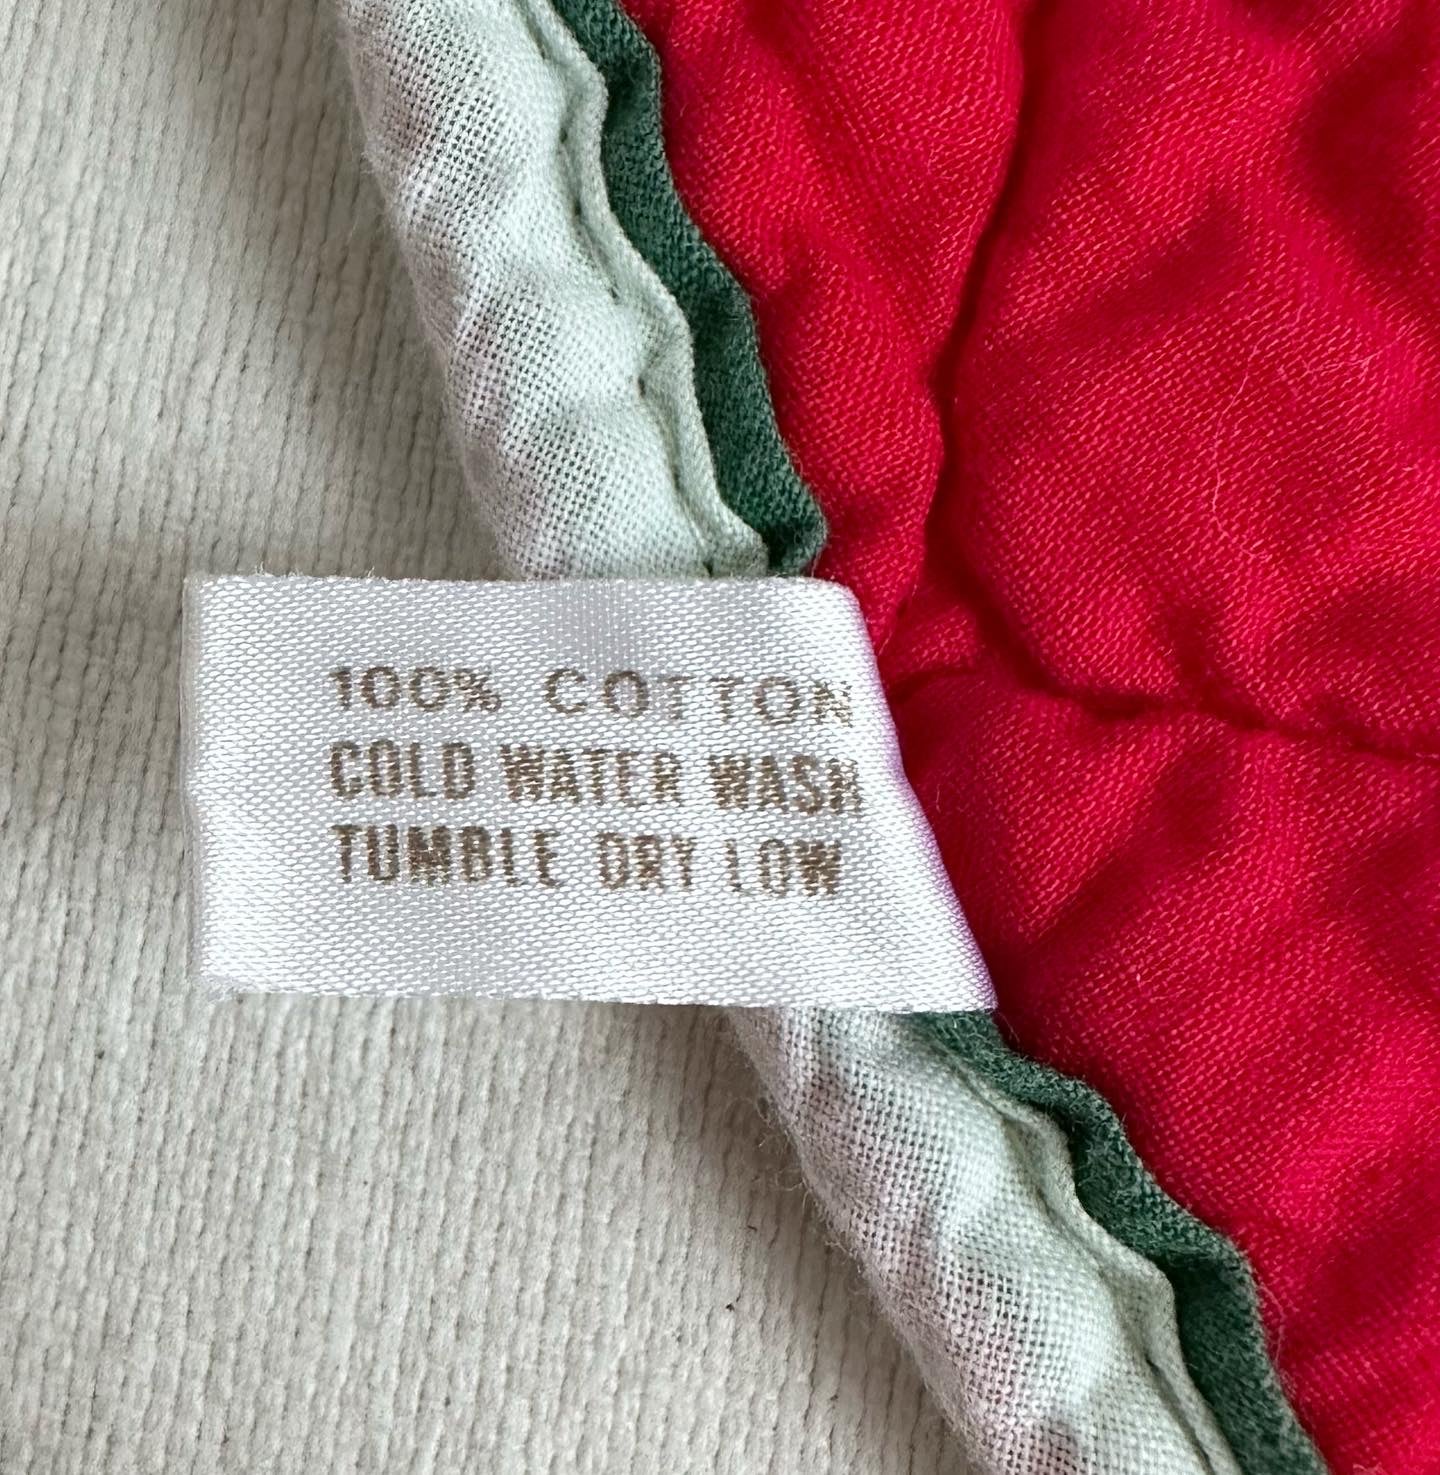 100% COTTON
COLD WATER WASH
TUMBLE DRY LOW